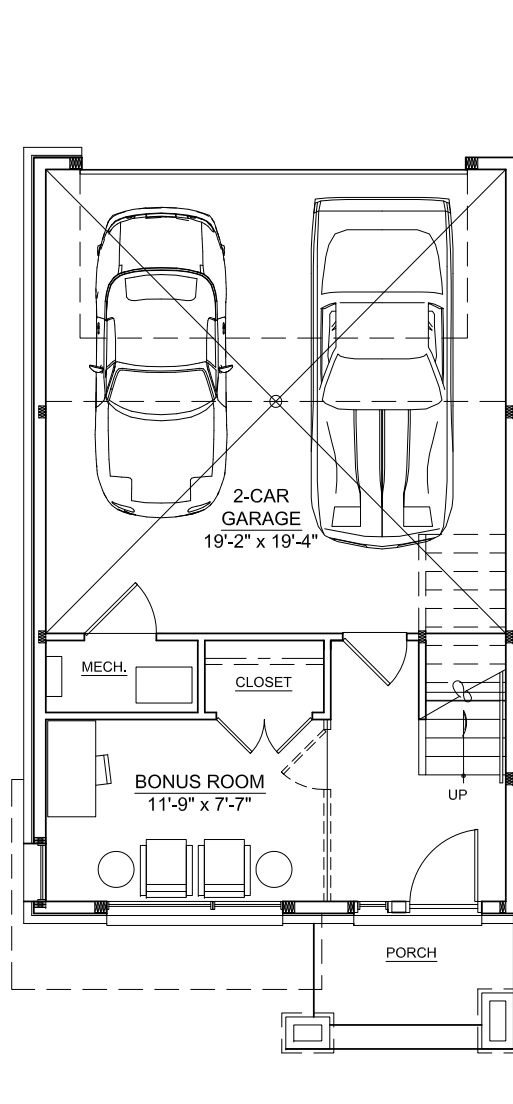 2-CAR
GARAGE
19'-2" x 19'-4"
MECH.
CLOSET
BONUS ROOM
11'-9" x 7'-7"
UP
PORCH